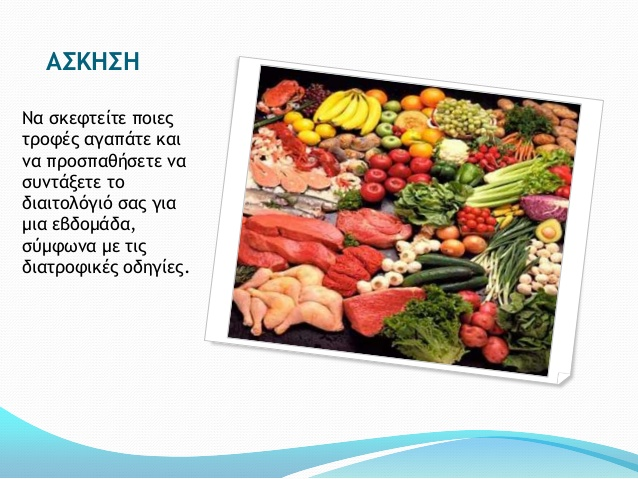 ΑΣΚΗΣΗ
Να σκεφτείτε ποιες
τροφές αγαπάτε και
να προσπαθήσετε να
συντάξετε το
διαιτολόγιό σας για
μια εβδομάδα,
σύμφωνα με τις
διατροφικές οδηγίες.